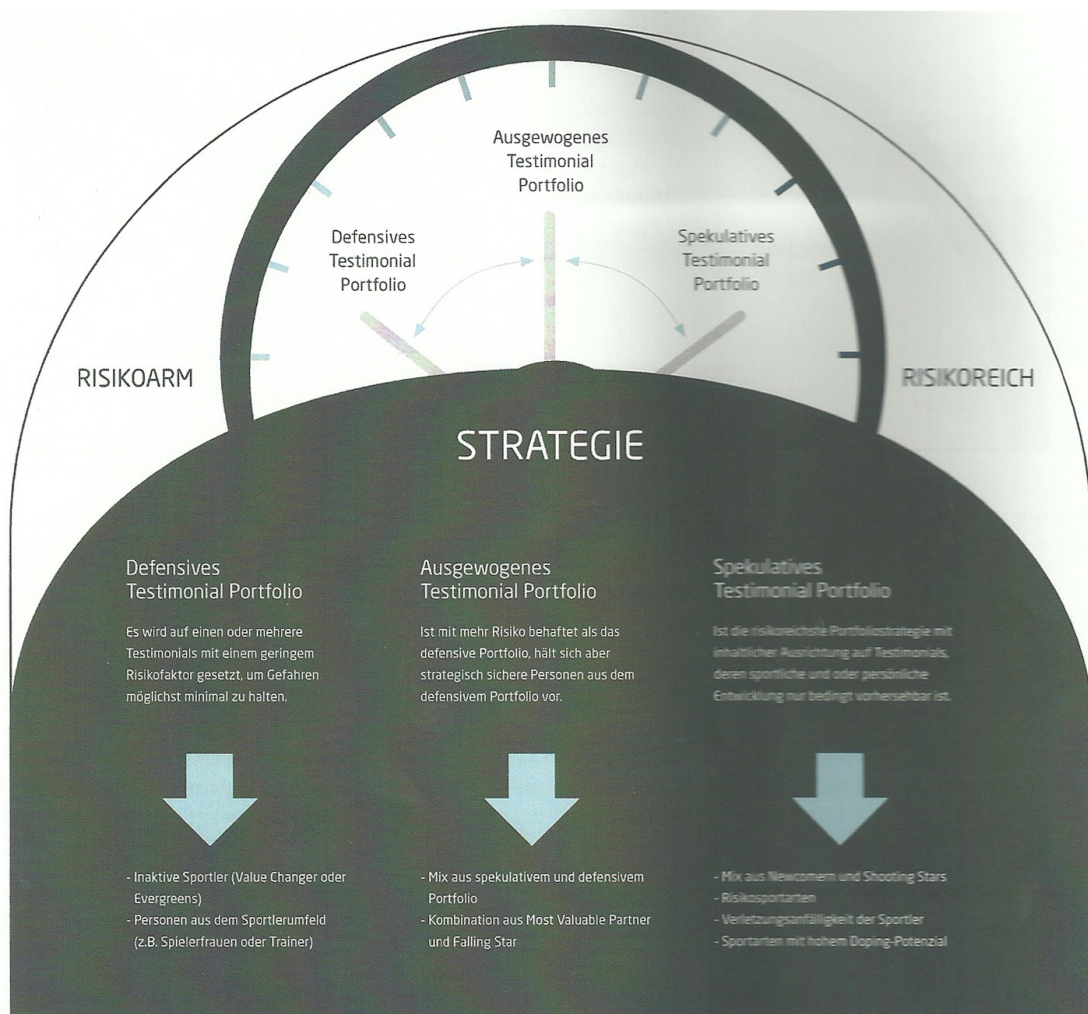 Ausgewogenes
Testimonial
Portfolio
Defensives
Testimonial
Portfolio
Spekulatives
Testimonial
Portfolio
RISIKOARM
RISIKOREICH
STRATEGIE
Defensives
Testimonial Portfolio
Es wird auf einen oder mehrere
Testimonials mit einem geringem
Risikofaktor gesetzt, um Gefahren
möglichst minimal zu halten.
- Inaktive Sportler (Value Changer oder
Evergreens)
- Personen aus dem Sportlerumfeld
(z.B. Spielerfrauen oder Trainer)
Ausgewogenes
Testimonial Portfolio
Ist mit mehr Risiko behaftet als das
defensive Portfolio, hält sich aber
strategisch sichere Personen aus dem
defensivem Portfolio vor.
- Mix aus spekulativem und defensivem
Portfolio
- Kombination aus Most Valuable Partner
und Falling Star
Spekulatives
Testimonial Portfolio
Ist die risikoreichste Portfoliostrategie mit
inhaltlicher Ausrichtung auf Testimonials,
deren sportliche und oder persönliche
Entwicklung nur bedingt vorhersehbar ist.
- Mix aus Newcomern und Shooting Stars
- Risikosportarten
- Verletzungsanfälligkeit der Sportler
- Sportarten mit hohem Doping-Potenzial